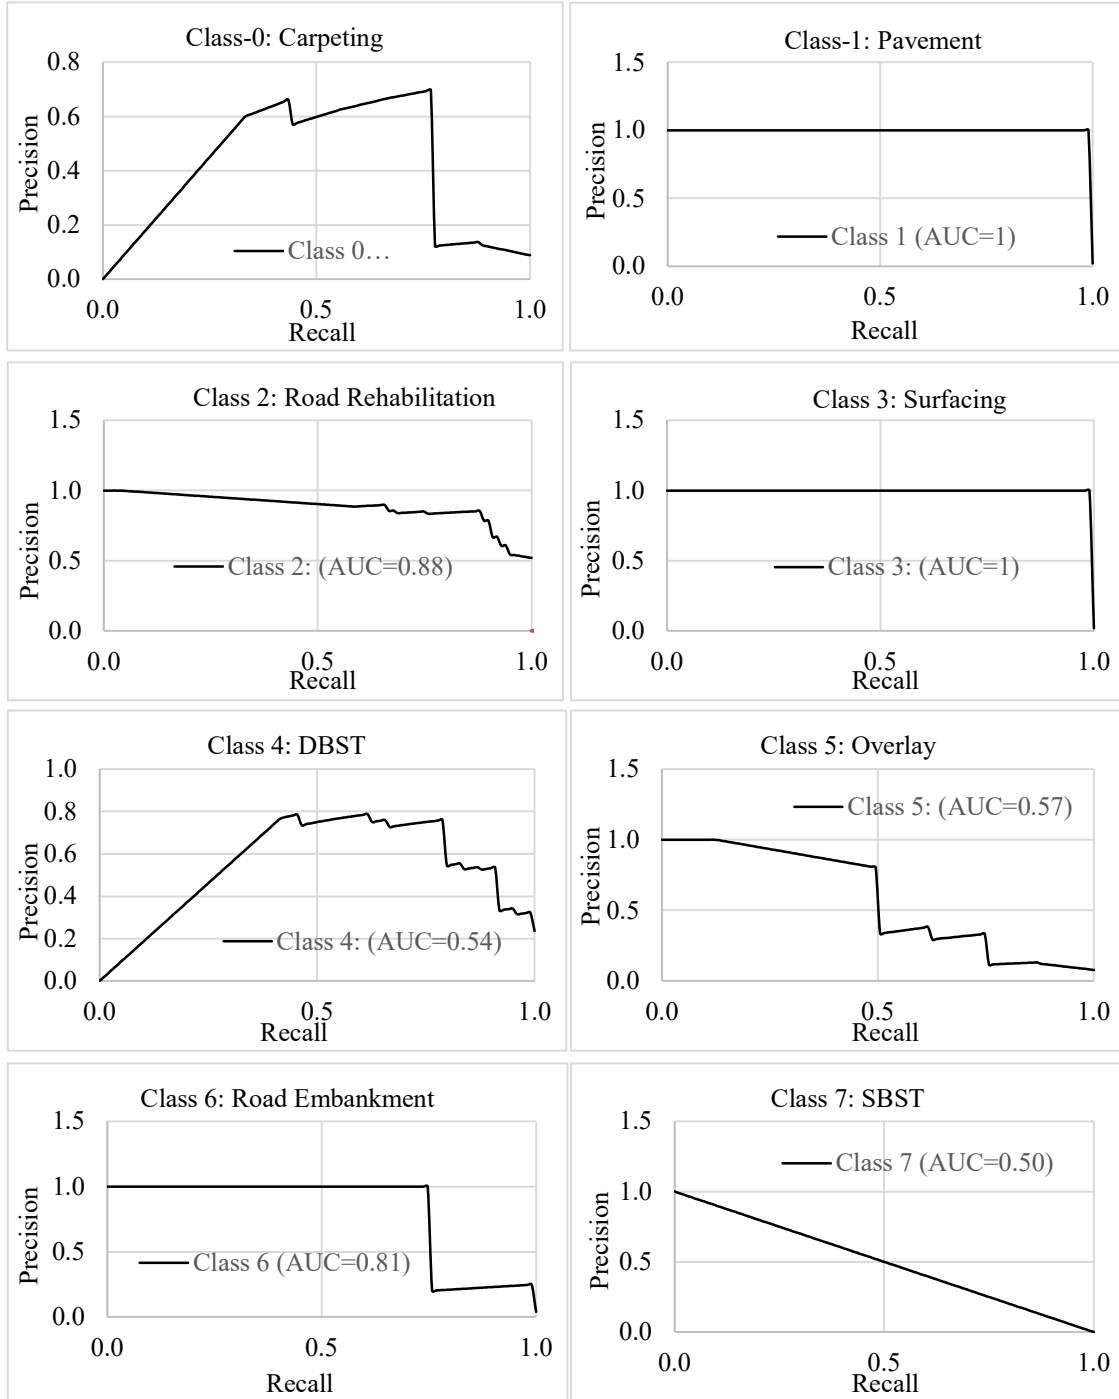 Class-0: Carpeting
0.8
0.6
0.4
0.2
0.0
Precision
Class 0…
0.0 0.5 1.0
Recall
Class-1: Pavement
1.5
1.0
0.5
0.0
Precision
Class 1 (AUC=1)
0.0 0.5 1.0
Recall
Class 2: Road Rehabilitation
1.5
1.0
0.5
0.0
Precision
Class 2: (AUC=0.88)
0.0 0.5 1.0
Recall
Class 3: Surfacing
1.5
1.0
0.5
0.0
Precision
Class 3: (AUC=1)
0.0 0.5 1.0
Recall
Class 4: DBST
1.0
0.8
0.6
0.4
0.2
0.0
Precision
Class 4: (AUC=0.54)
0.0 0.5 1.0
Recall
Class 5: Overlay
1.5
1.0
0.5
0.0
Precision
Class 5: (AUC=0.57)
0.0 0.5 1.0
Recall
Class 6: Road Embankment
1.5
1.0
0.5
0.0
Precision
Class 6 (AUC=0.81)
0.0 0.5 1.0
Recall
Class 7: SBST
1.5
1.0
0.5
0.0
Precision
Class 7 (AUC=0.50)
0.0 0.5 1.0
Recall